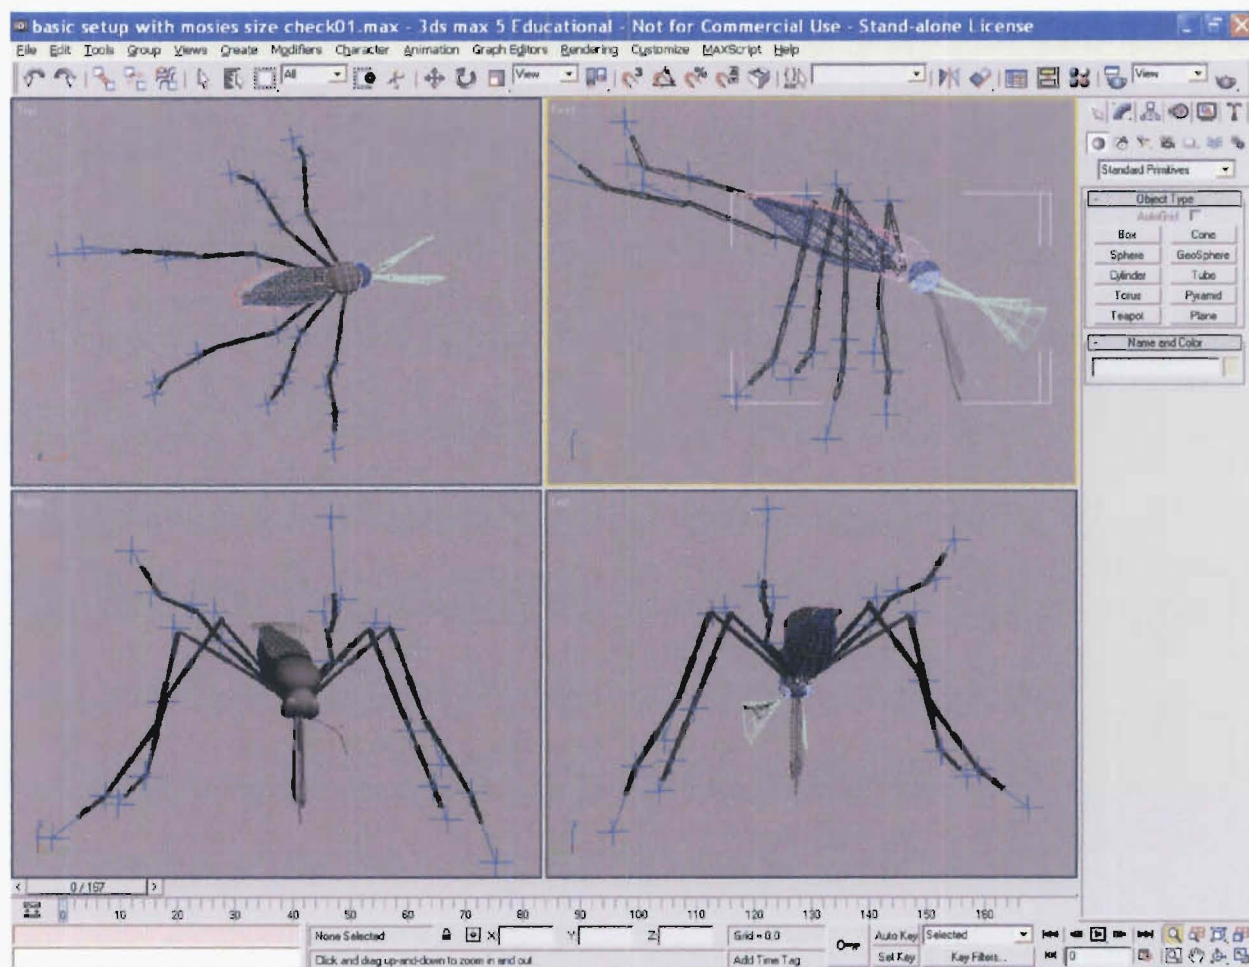 basic setup with mosies size check01.max - 3ds max 5 Educational - Not for Commercial Use - Stand-alone License
File Edit Tools Group Views Create Modifiers Character Animation Graph Editors Rendering Customize MAXScript Help
All View View
Top
Front
Standard Primitives
- Object Type
AutoGrid
Box Cone
Sphere GeoSphere
Cylinder Tube
Torus Pyramid
Teapot Plane
- Name and Color
Left
< 0 / 167 >
0 10 20 30 40 50 60 70 80 90 100 110 120 130 140 150 160
None Selected X: Y: Z: Grid = 0.0 Auto Key Selected
Click and drag up-and-down to zoom in and out Add Time Tag Set Key Key Filters... 0